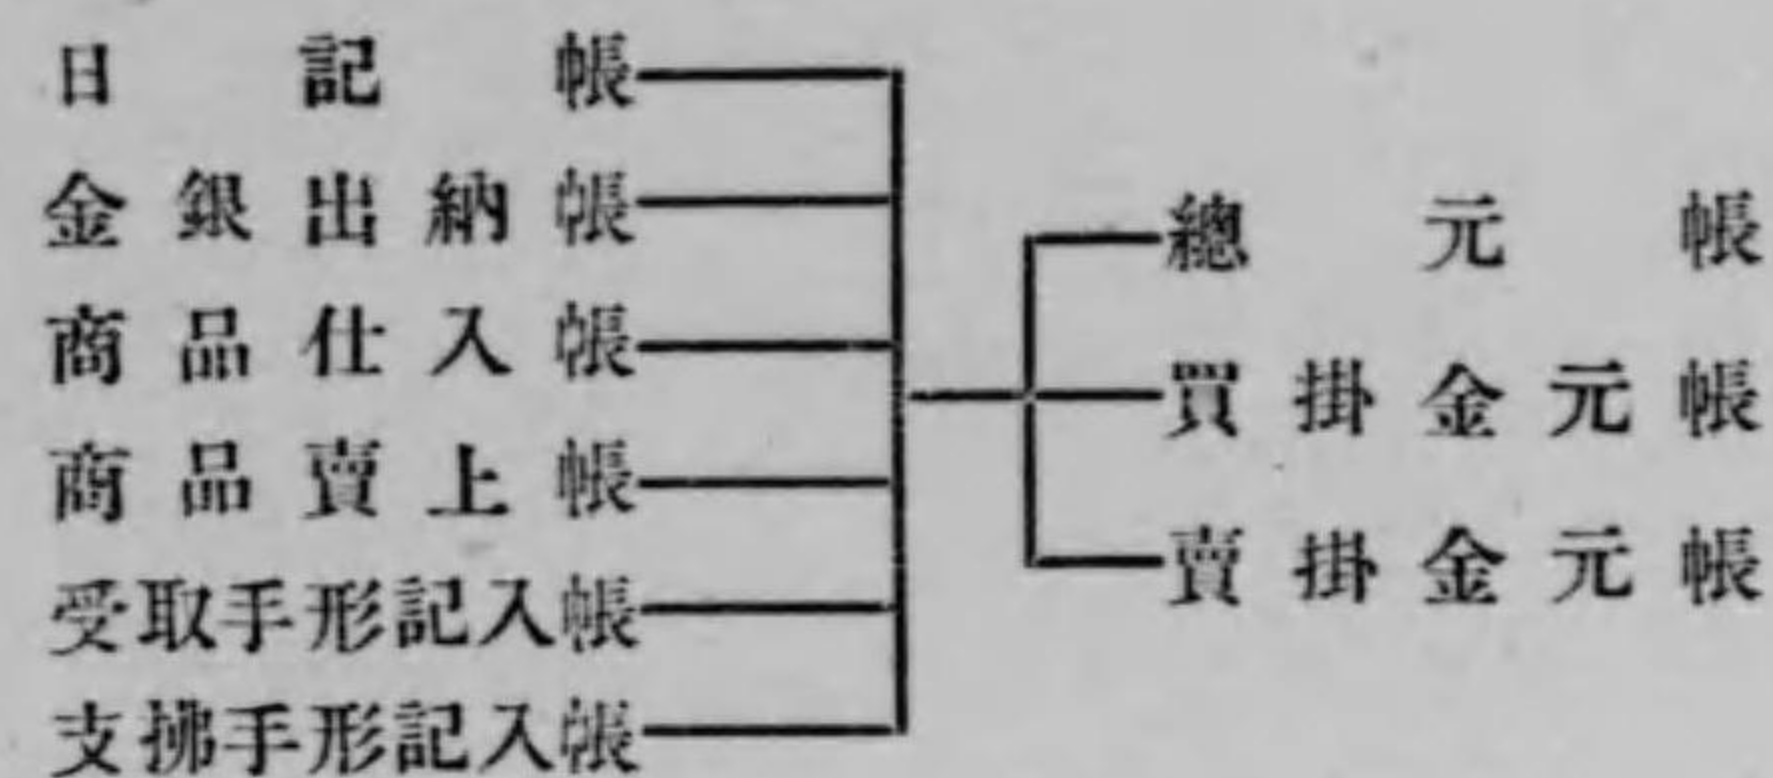 日記帳
金銀出納帳
商品仕入帳
商品賣上帳
受取手形記入帳
支拂手形記入帳
總元帳
買掛金元帳
賣掛金元帳